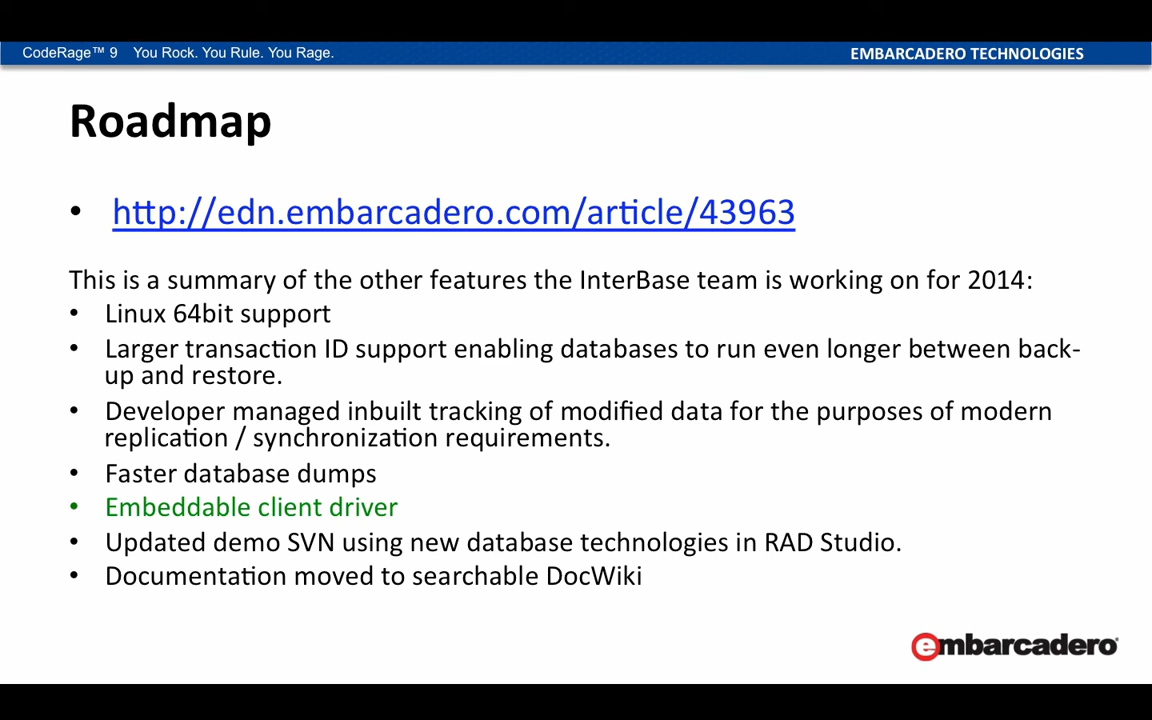 CodeRage™ 9 You Rock. You Rule. You Rage.
EMBARCADERO TECHNOLOGIES
Roadmap
• http://edn.embarcadero.com/article/43963
This is a summary of the other features the InterBase team is working on for 2014:
• Linux 64bit support
• Larger transaction ID support enabling databases to run even longer between back-
up and restore.
• Developer managed inbuilt tracking of modified data for the purposes of modern
replication / synchronization requirements.
• Faster database dumps
• Embeddable client driver
• Updated demo SVN using new database technologies in RAD Studio.
• Documentation moved to searchable DocWiki
embarcadero®